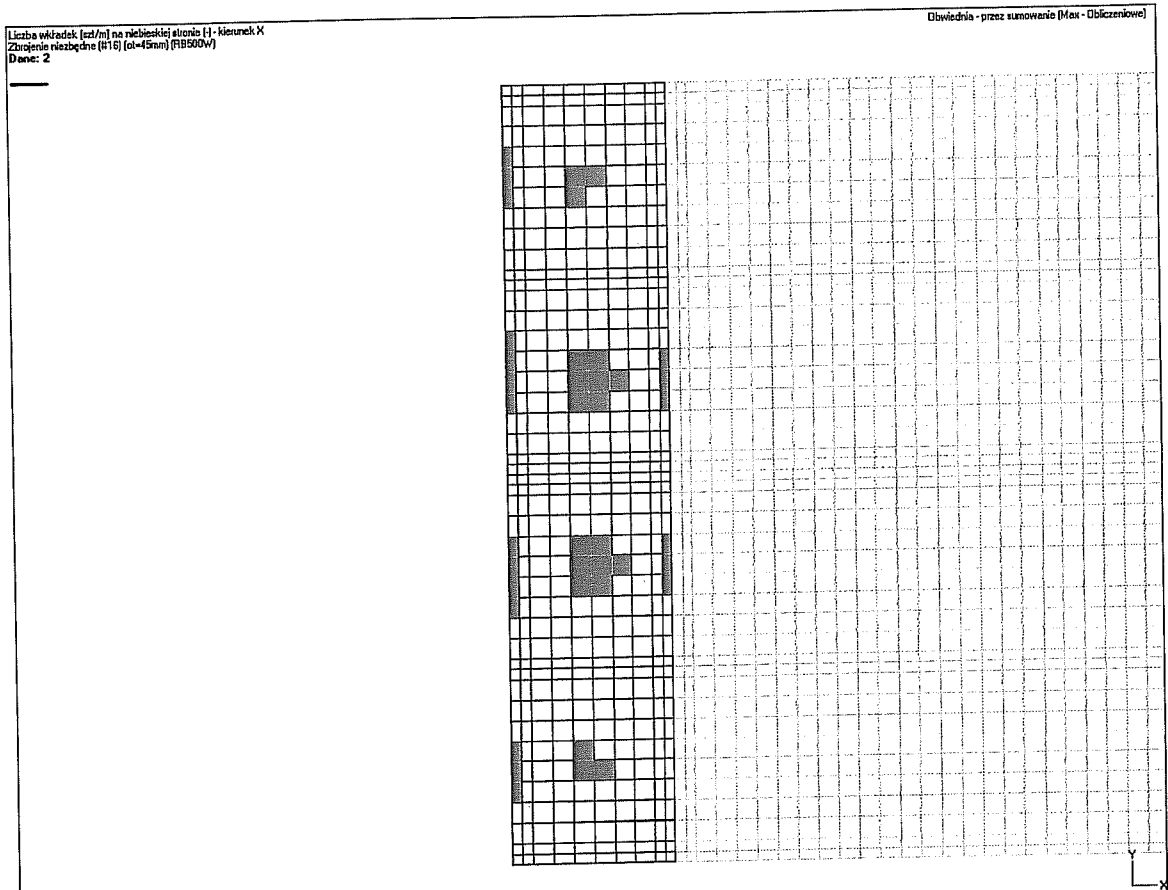 Liczba wkładek [szt/m] na niebieskiej stronie (-) - kierunek X
Zbrojenie niezbędne (#16) (ot=45mm) (RB500W)
Dane: 2
Obwiednia - przez sumowanie [Max - Obliczeniowe]
Y
X